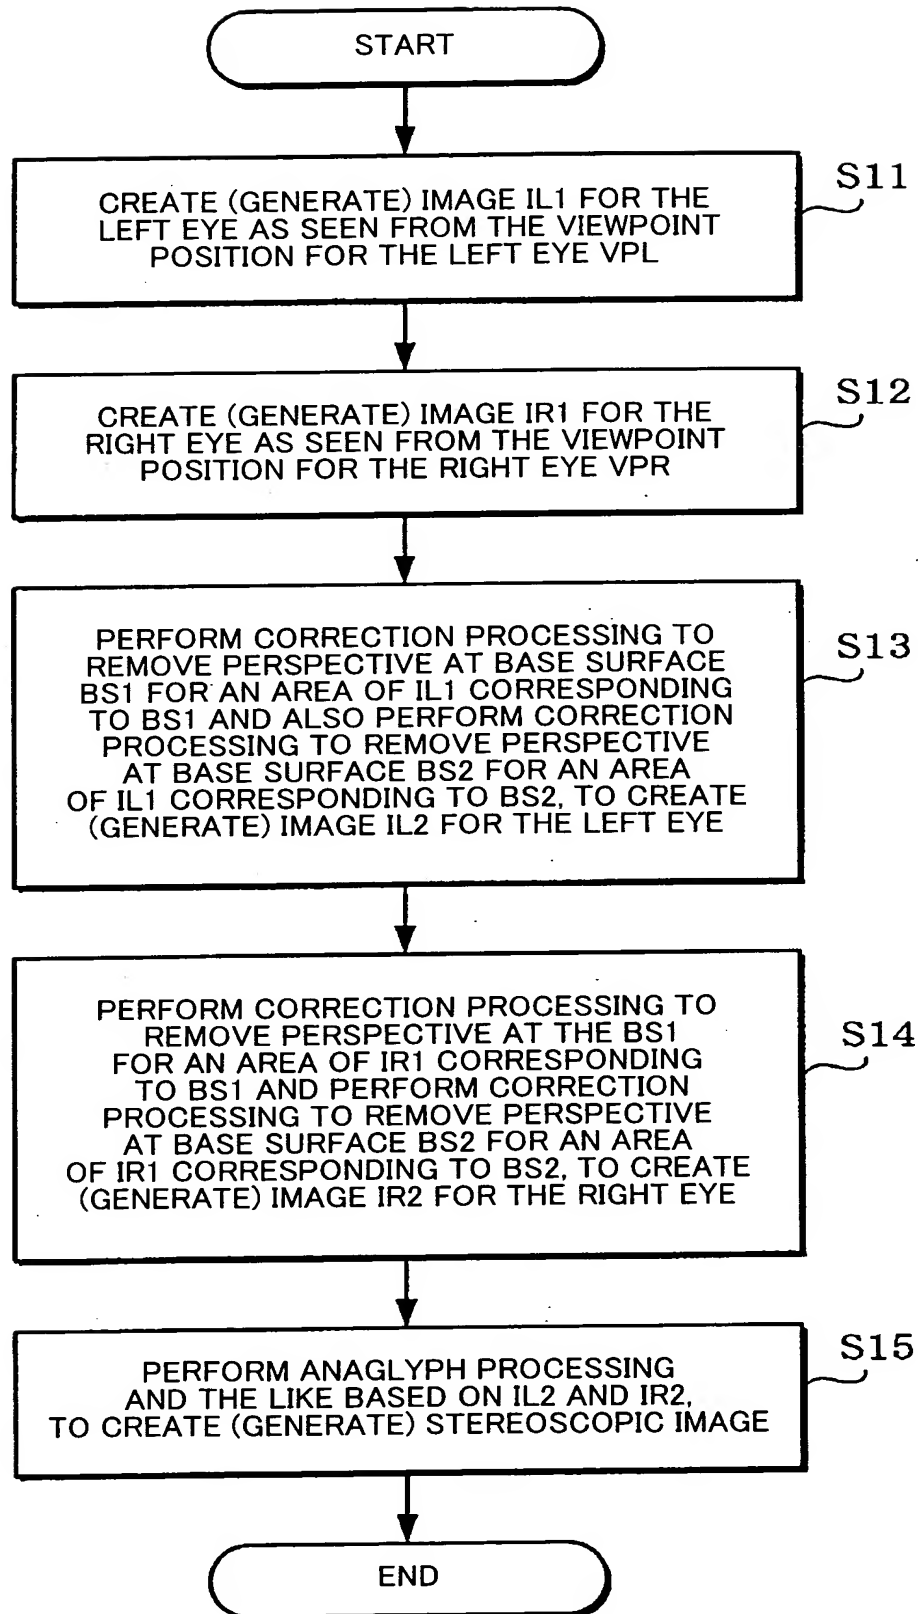 START
S11
CREATE (GENERATE) IMAGE IL1 FOR THE
LEFT EYE AS SEEN FROM THE VIEWPOINT
POSITION FOR THE LEFT EYE VPL
S12
CREATE (GENERATE) IMAGE IR1 FOR THE
RIGHT EYE AS SEEN FROM THE VIEWPOINT
POSITION FOR THE RIGHT EYE VPR
S13
PERFORM CORRECTION PROCESSING TO
REMOVE PERSPECTIVE AT BASE SURFACE
BS1 FOR AN AREA OF IL1 CORRESPONDING
TO BS1 AND ALSO PERFORM CORRECTION
PROCESSING TO REMOVE PERSPECTIVE
AT BASE SURFACE BS2 FOR AN AREA
OF IL1 CORRESPONDING TO BS2, TO CREATE
(GENERATE) IMAGE IL2 FOR THE LEFT EYE
S14
PERFORM CORRECTION PROCESSING TO
REMOVE PERSPECTIVE AT THE BS1
FOR AN AREA OF IR1 CORRESPONDING
TO BS1 AND PERFORM CORRECTION
PROCESSING TO REMOVE PERSPECTIVE
AT BASE SURFACE BS2 FOR AN AREA
OF IR1 CORRESPONDING TO BS2, TO CREATE
(GENERATE) IMAGE IR2 FOR THE RIGHT EYE
S15
PERFORM ANAGLYPH PROCESSING
AND THE LIKE BASED ON IL2 AND IR2,
TO CREATE (GENERATE) STEREOSCOPIC IMAGE
END